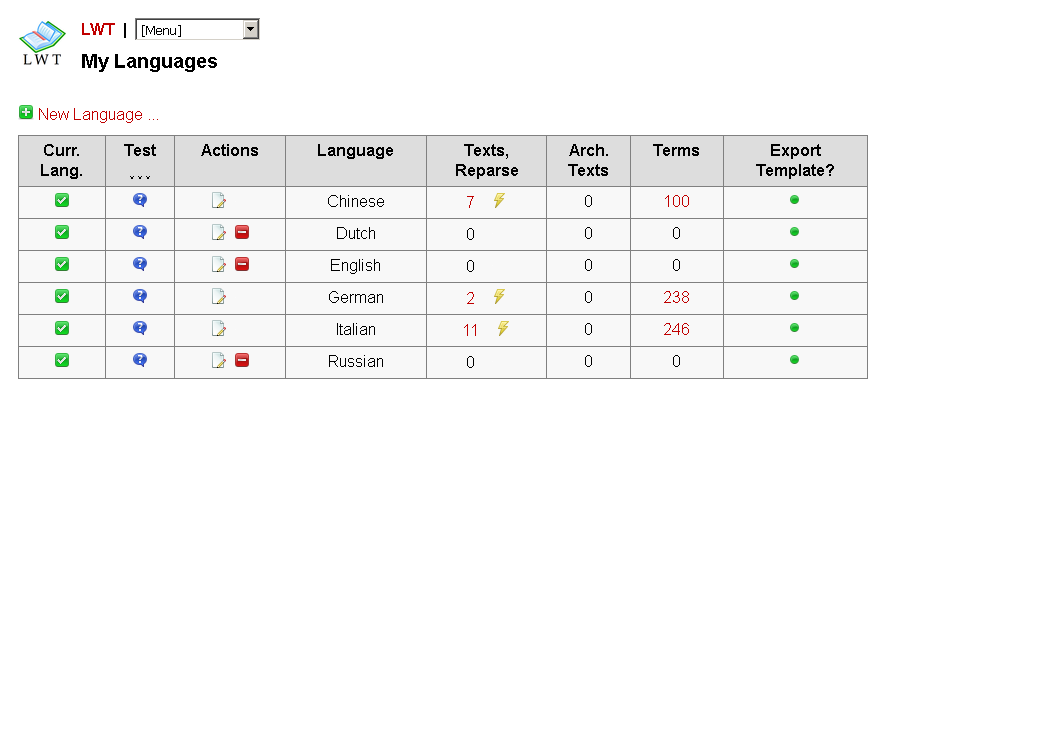 LWT | [Menu]
LWT
My Languages
New Language ...
Curr. Lang. Test ... Actions Language Texts, Reparse Arch. Texts Terms Export Template?
Chinese 7 0 100
Dutch 0 0 0
English 0 0 0
German 2 0 238
Italian 11 0 246
Russian 0 0 0